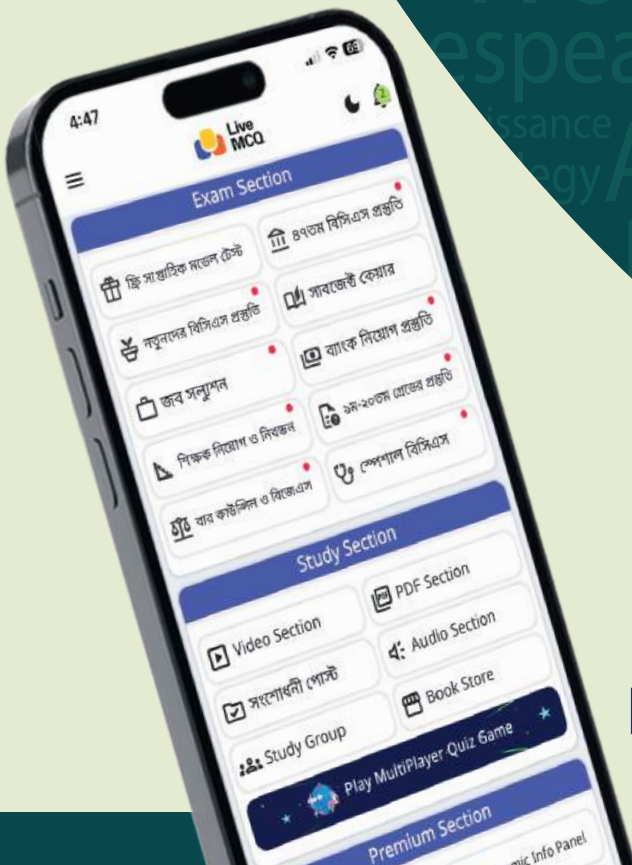 4:47
69
2
Live
MCQ
Exam Section
ফ্রি সাপ্তাহিক মডেল টেস্ট
৪৭তম বিসিএস প্রস্তুতি
নতুনদের বিসিএস প্রস্তুতি
সাবজেক্ট কেয়ার
জব সল্যুশন
ব্যাংক নিয়োগ প্রস্তুতি
শিক্ষক নিয়োগ ও নিবন্ধন
৯ম-২০তম গ্রেডের প্রস্তুতি
বার কাউন্সিল ও বিজেএস
স্পেশাল বিসিএস
Study Section
Video Section
PDF Section
সংশোধনী পোস্ট
Audio Section
Study Group
Book Store
Play MultiPlayer Quiz Game
Premium Section
Info Panel